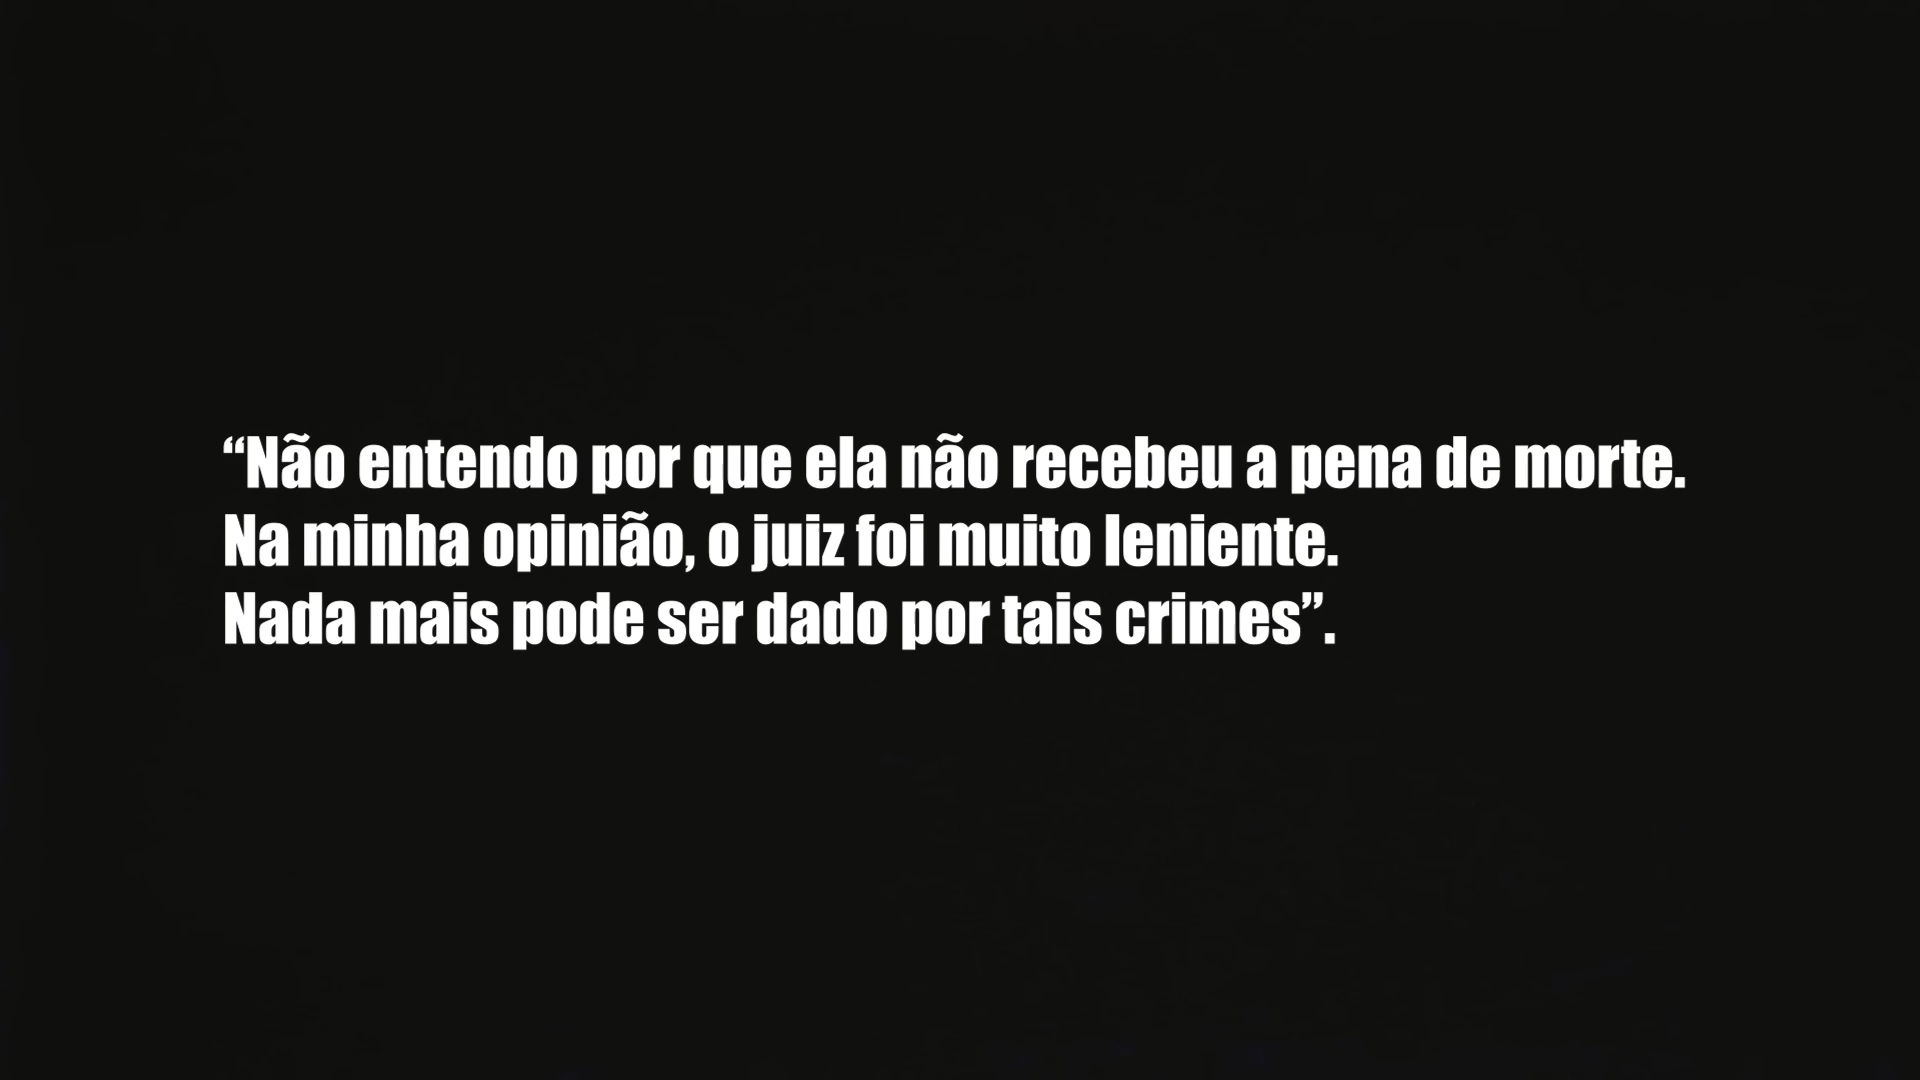 “Não entendo por que ela não recebeu a pena de morte.
Na minha opinião, o juiz foi muito leniente.
Nada mais pode ser dado por tais crimes”.